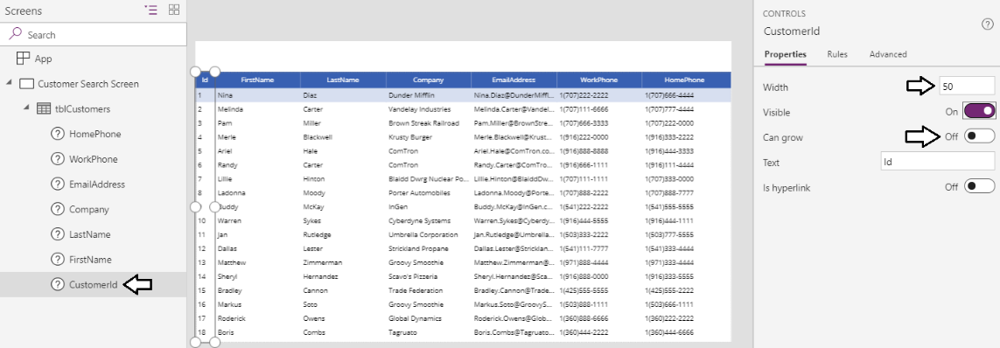 Screens
Search
App
Customer Search Screen
tblCustomers
HomePhone
WorkPhone
EmailAddress
Company
LastName
FirstName
CustomerId
Id FirstName LastName Company EmailAddress WorkPhone HomePhone
1 Nina Diaz Dunder Mifflin Nina.Diaz@DunderMiffl... 1(707)222-2222 1(707)666-4444
2 Melinda Carter Vandelay Industries Melinda.Carter@Vandel... 1(707)111-6666 1(707)777-4444
3 Pam Miller Brown Streak Railroad Pam.Miller@BrownStre... 1(707)666-3333 1(707)222-0000
4 Merle Blackwell Krusty Burger Merle.Blackwell@Krust... 1(916)222-0000 1(916)333-2222
5 Ariel Hale ComTron Ariel.Hale@ComTron.co... 1(916)888-8888 1(916)444-3333
6 Randy Carter ComTron Randy.Carter@ComTro... 1(916)666-1111 1(916)111-4444
7 Lillie Hinton Blaidd Dwrg Nuclear Po... Lillie.Hinton@BlaiddDw... 1(707)111-1111 1(707)333-0000
8 Ladonna Moody Porter Automobiles Ladonna.Moody@Porte... 1(707)888-2222 1(707)888-7777
Buddy McKay InGen Buddy.McKay@InGen.c... 1(541)222-2222 1(541)555-5555
10 Warren Sykes Cyberdyne Systems Warren.Sykes@Cyberdy... 1(916)444-5555 1(916)444-1111
11 Jan Rutledge Umbrella Corporation Jan.Rutledge@Umbrella... 1(503)333-2222 1(503)777-5555
12 Dallas Lester Strickland Propane Dallas.Lester@Stricklan... 1(541)111-7777 1(541)333-4444
13 Matthew Zimmerman Groovy Smoothie Matthew.Zimmerman@... 1(971)888-4444 1(971)333-4444
14 Sheryl Hernandez Scavo's Pizzeria Sheryl.Hernandez@Sca... 1(916)888-0000 1(916)333-5555
15 Bradley Cannon Trade Federation Bradley.Cannon@Trade... 1(425)555-5555 1(425)555-2222
16 Markus Soto Groovy Smoothie Markus.Soto@GroovyS... 1(503)888-1111 1(503)666-1111
17 Roderick Owens Global Dynamics Roderick.Owens@Glob... 1(360)888-6666 1(360)222-2222
18 Boris Combs Tagruato Boris.Combs@Tagruato... 1(360)444-2222 1(360)444-6666
CONTROLS
CustomerId
Properties Rules Advanced
Width 50
Visible On
Can grow Off
Text Id
Is hyperlink Off